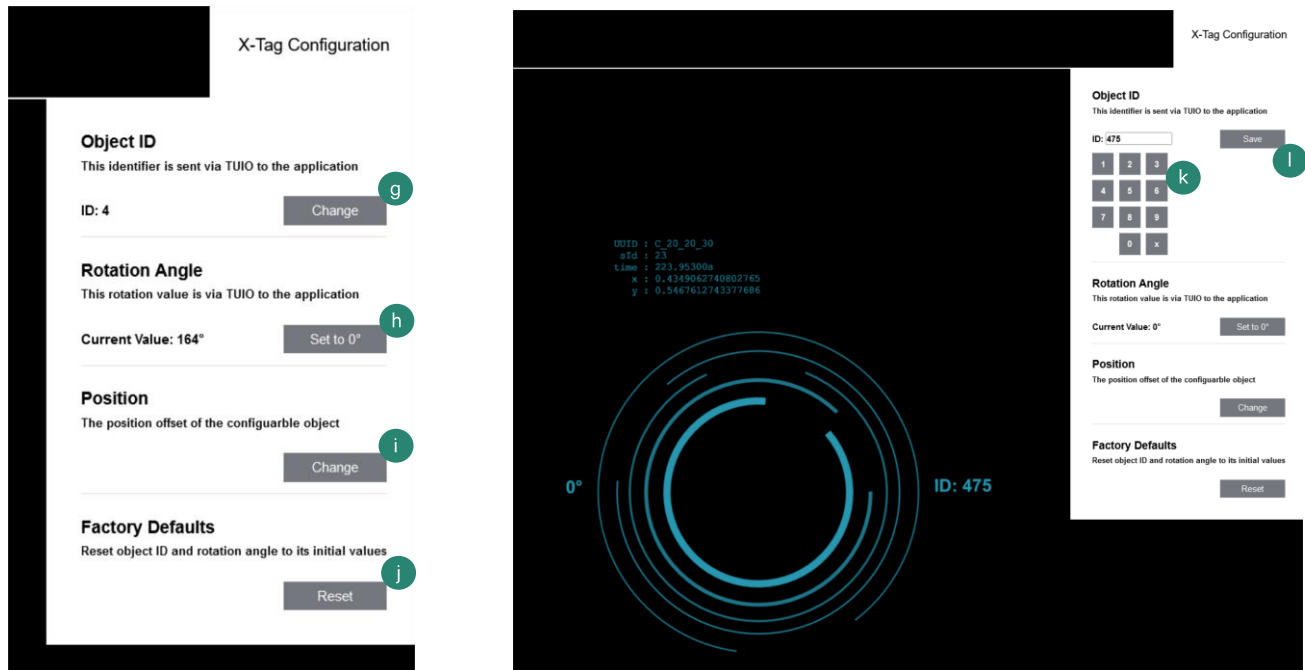 X-Tag Configuration
Object ID
This identifier is sent via TUIO to the application
g
ID: 4
Change
Rotation Angle
This rotation value is via TUIO to the application
h
Current Value: 164°
Set to 0°
Position
The position offset of the configuarble object
i
Change
Factory Defaults
Reset object ID and rotation angle to its initial values
j
Reset
X-Tag Configuration
Object ID
This identifier is sent via TUIO to the application
ID: 475
Save
l
1 2 3
k
4 5 6
7 8 9
0 x
Rotation Angle
This rotation value is via TUIO to the application
Current Value: 0°
Set to 0°
Position
The position offset of the configuarble object
Change
Factory Defaults
Reset object ID and rotation angle to its initial values
Reset
UUID : C_20_20_30
sId : 23
time : 223.95300s
x : 0.4349062740802765
y : 0.5467612743377686
0°
ID: 475